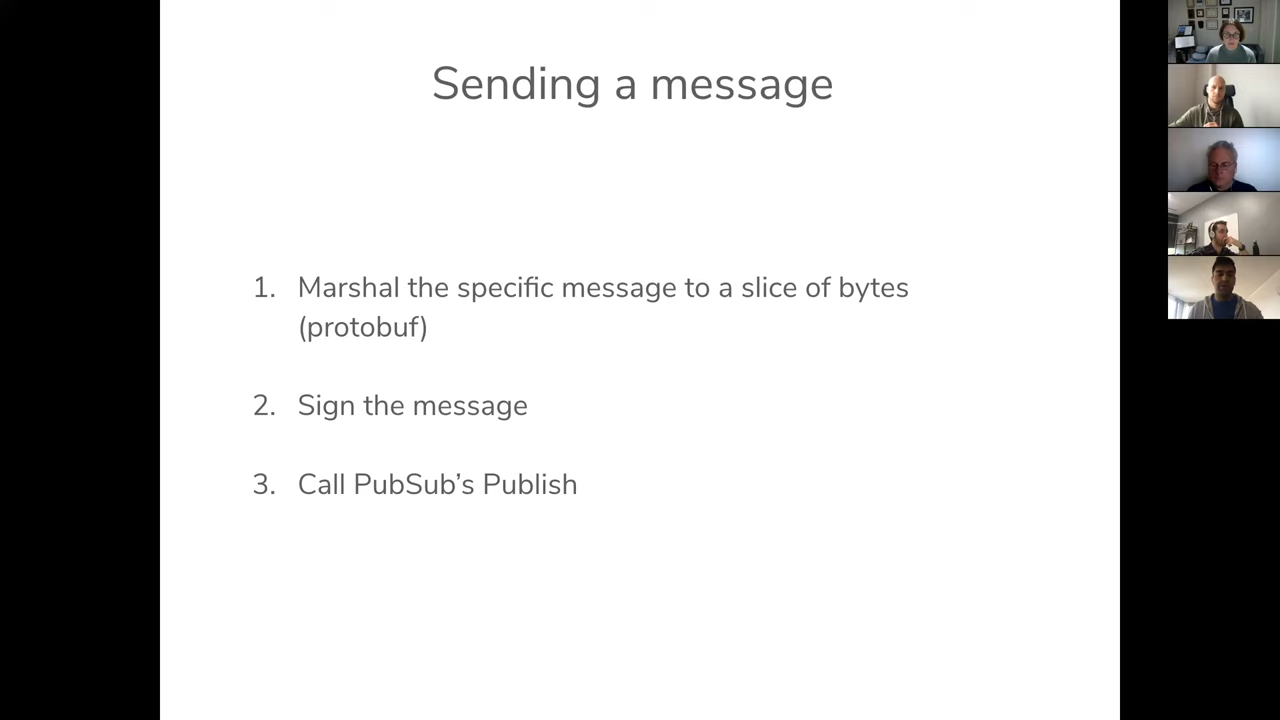 Sending a message
1. Marshal the specific message to a slice of bytes
(protobuf)
2. Sign the message
3. Call PubSub’s Publish